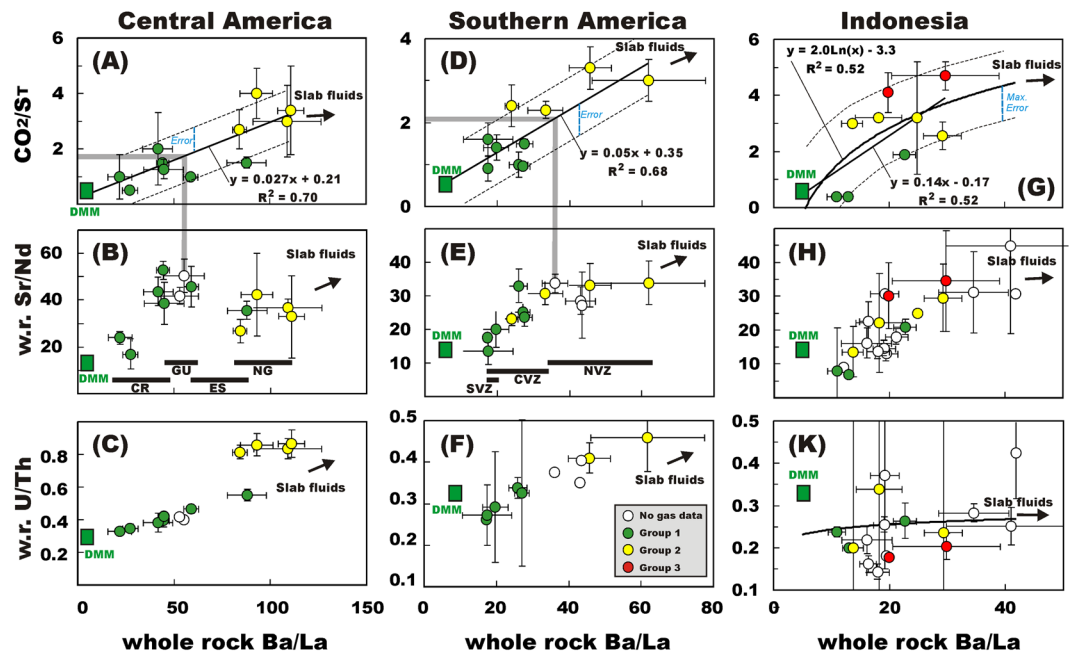 Central America
Southern America
Indonesia
(A)
6
4
2
0
CO2/ST
Slab fluids
Error
y = 0.027x + 0.21
R2 = 0.70
DMM
(D)
4
2
0
Slab fluids
Error
y = 0.05x + 0.35
R2 = 0.68
DMM
6
4
2
0
y = 2.0Ln(x) - 3.3
R2 = 0.52
Slab fluids
Max.
Error
DMM
(G)
y = 0.14x - 0.17
R2 = 0.52
(B)
60
40
20
w.r. Sr/Nd
Slab fluids
DMM
GU
NG
CR
ES
(E)
40
30
20
10
Slab fluids
DMM
NVZ
CVZ
SVZ
(H)
40
30
20
10
Slab fluids
DMM
(C)
0.8
0.6
0.4
0.2
w.r. U/Th
Slab fluids
DMM
0
50
100
150
whole rock Ba/La
(F)
0.5
0.4
0.3
0.2
0.1
DMM
Slab fluids
No gas data
Group 1
Group 2
Group 3
0
20
40
60
80
whole rock Ba/La
(K)
0.5
0.4
0.3
0.2
0.1
DMM
Slab fluids
0
20
40
whole rock Ba/La